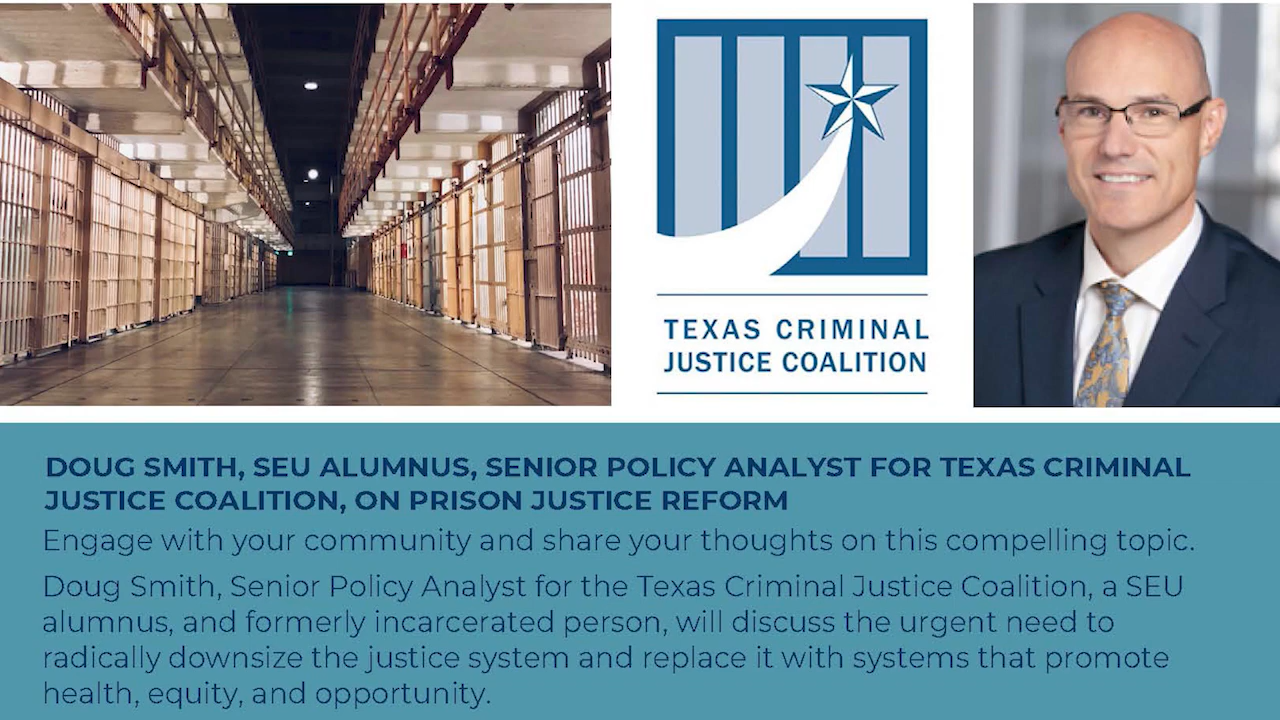 TEXAS CRIMINAL
JUSTICE COALITION
DOUG SMITH, SEU ALUMNUS, SENIOR POLICY ANALYST FOR TEXAS CRIMINAL
JUSTICE COALITION, ON PRISON JUSTICE REFORM
Engage with your community and share your thoughts on this compelling topic.
Doug Smith, Senior Policy Analyst for the Texas Criminal Justice Coalition, a SEU
alumnus, and formerly incarcerated person, will discuss the urgent need to
radically downsize the justice system and replace it with systems that promote
health, equity, and opportunity.